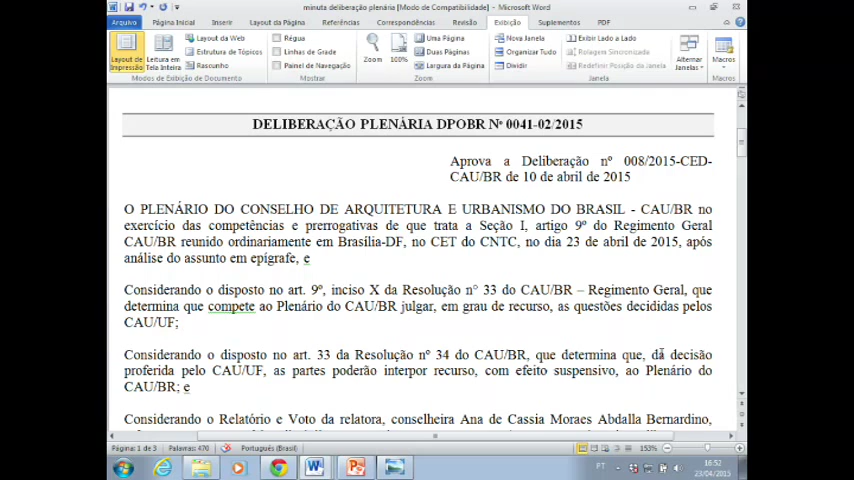 minuta deliberação plenária [Modo de Compatibilidade] - Microsoft Word
Arquivo Página Inicial Inserir Layout da Página Referências Correspondências Revisão Exibição Suplementos PDF
Layout de Impressão
Leitura em Tela Inteira
Layout da Web
Estrutura de Tópicos
Rascunho
Modos de Exibição de Documento
Régua
Linhas de Grade
Painel de Navegação
Mostrar
Zoom
100%
Uma Página
Duas Páginas
Largura da Página
Zoom
Nova Janela
Organizar Tudo
Dividir
Exibir Lado a Lado
Rolagem Sincronizada
Redefinir Posição da Janela
Alternar Janelas
Janela
Macros
Macros
DELIBERAÇÃO PLENÁRIA DPOBR Nº 0041-02/2015
Aprova a Deliberação nº 008/2015-CED-
CAU/BR de 10 de abril de 2015
O PLENÁRIO DO CONSELHO DE ARQUITETURA E URBANISMO DO BRASIL - CAU/BR no
exercício das competências e prerrogativas de que trata a Seção I, artigo 9º do Regimento Geral
CAU/BR reunido ordinariamente em Brasília-DF, no CET do CNTC, no dia 23 de abril de 2015, após
análise do assunto em epígrafe, e
Considerando o disposto no art. 9º, inciso X da Resolução n° 33 do CAU/BR – Regimento Geral, que
determina que compete ao Plenário do CAU/BR julgar, em grau de recurso, as questões decididas pelos
CAU/UF;
Considerando o disposto no art. 33 da Resolução nº 34 do CAU/BR, que determina que, da decisão
proferida pelo CAU/UF, as partes poderão interpor recurso, com efeito suspensivo, ao Plenário do
CAU/BR; e
Considerando o Relatório e Voto da relatora, conselheira Ana de Cassia Moraes Abdalla Bernardino,
Página: 1 de 3 Palavras: 470 Português (Brasil) 153%
PT 16:52
23/04/2015